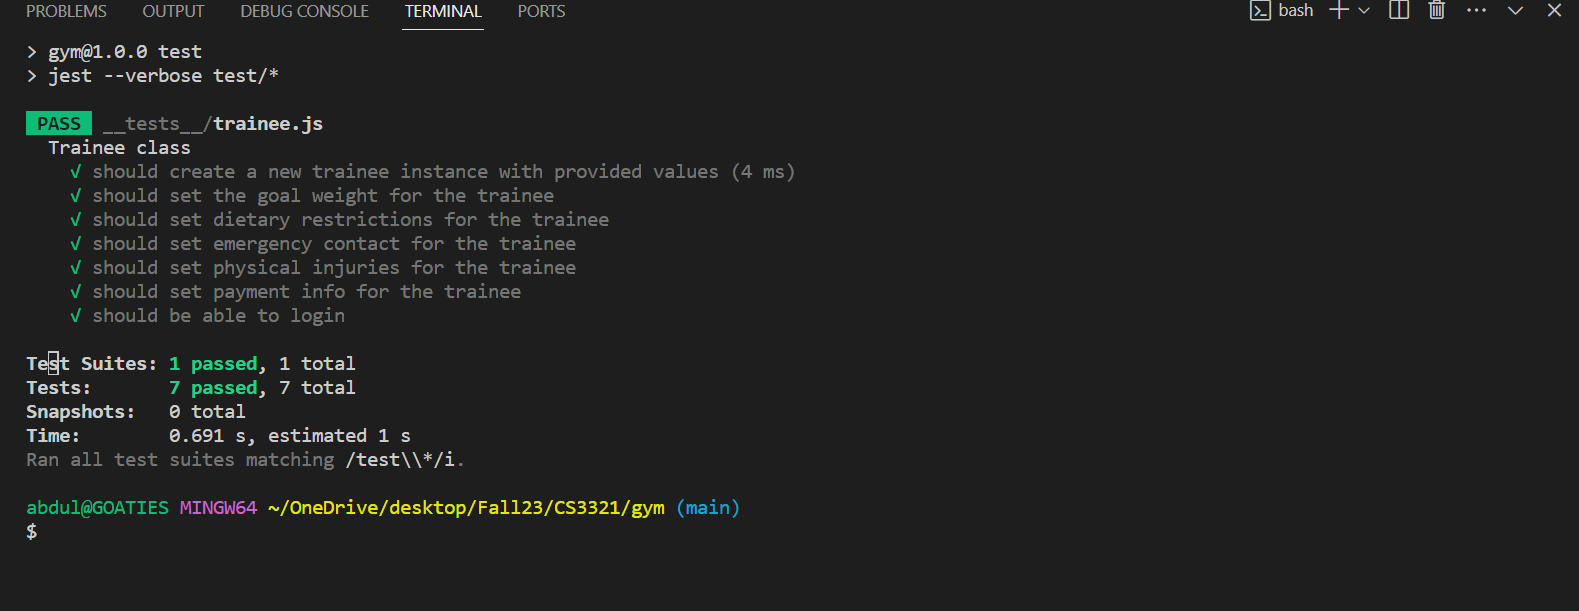 PROBLEMS OUTPUT DEBUG CONSOLE TERMINAL PORTS bash
> gym@1.0.0 test
> jest --verbose test/*
PASS __tests__/trainee.js
Trainee class
√ should create a new trainee instance with provided values (4 ms)
√ should set the goal weight for the trainee
√ should set dietary restrictions for the trainee
√ should set emergency contact for the trainee
√ should set physical injuries for the trainee
√ should set payment info for the trainee
√ should be able to login
Test Suites: 1 passed, 1 total
Tests: 7 passed, 7 total
Snapshots: 0 total
Time: 0.691 s, estimated 1 s
Ran all test suites matching /test\\*/i.
abdul@GOATIES MINGW64 ~/OneDrive/desktop/Fall23/CS3321/gym (main)
$